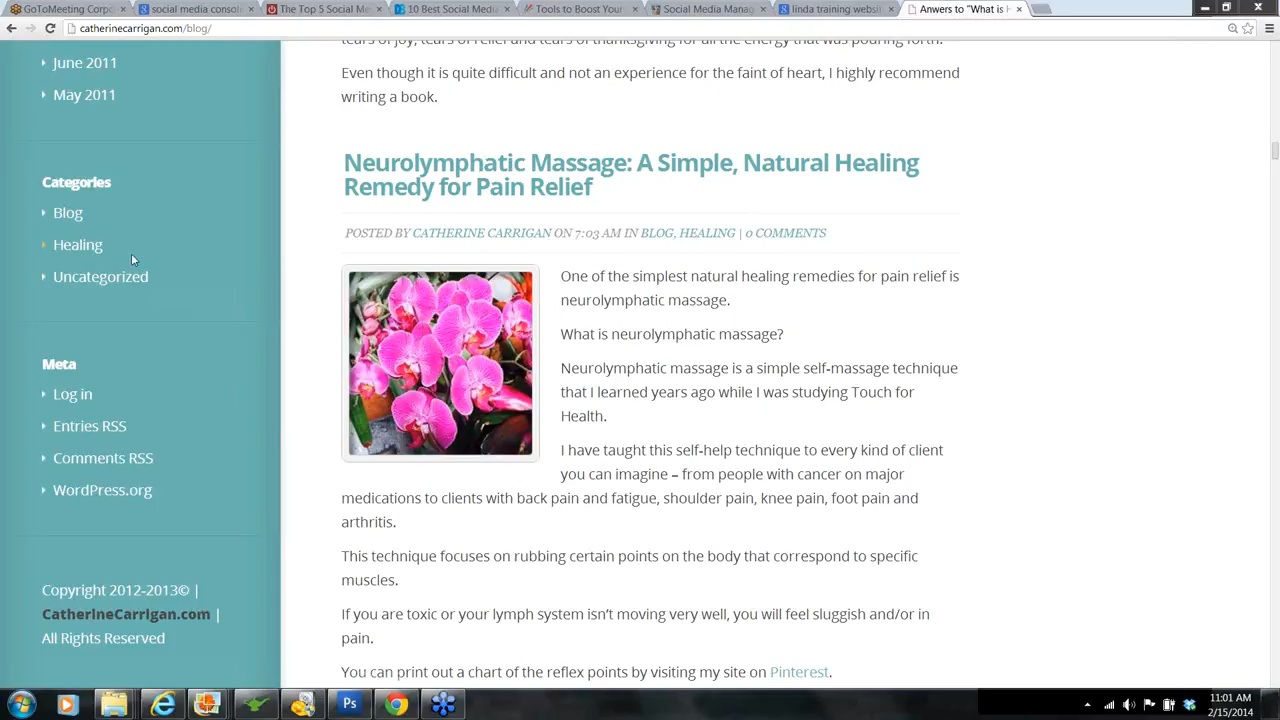 GoToMeeting Corpo
social media consoli
The Top 5 Social Me
10 Best Social Media
Tools to Boost Your
Social Media Manag
linda training websit
Anwers to "What is H
catherinecarrigan.com/blog/
June 2011
May 2011
Categories
Blog
Healing
Uncategorized
Meta
Log in
Entries RSS
Comments RSS
WordPress.org
Copyright 2012-2013© |
CatherineCarrigan.com |
All Rights Reserved
tears of joy, tears of relief and tears of thanksgiving for all the energy that was pouring forth.
Even though it is quite difficult and not an experience for the faint of heart, I highly recommend
writing a book.
Neurolymphatic Massage: A Simple, Natural Healing
Remedy for Pain Relief
POSTED BY CATHERINE CARRIGAN ON 7:03 AM IN BLOG, HEALING | 0 COMMENTS
One of the simplest natural healing remedies for pain relief is
neurolymphatic massage.
What is neurolymphatic massage?
Neurolymphatic massage is a simple self-massage technique
that I learned years ago while I was studying Touch for
Health.
I have taught this self-help technique to every kind of client
you can imagine – from people with cancer on major
medications to clients with back pain and fatigue, shoulder pain, knee pain, foot pain and
arthritis.
This technique focuses on rubbing certain points on the body that correspond to specific
muscles.
If you are toxic or your lymph system isn't moving very well, you will feel sluggish and/or in
pain.
You can print out a chart of the reflex points by visiting my site on Pinterest.
Ps
11:01 AM
2/15/2014